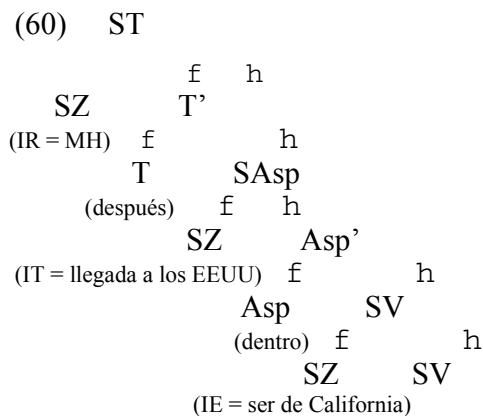 (60) ST
f h
SZ T’
(IR = MH) f h
T SAsp
(después) f h
SZ Asp’
(IT = llegada a los EEUU) f h
Asp SV
(dentro) f h
SZ SV
(IE = ser de California)